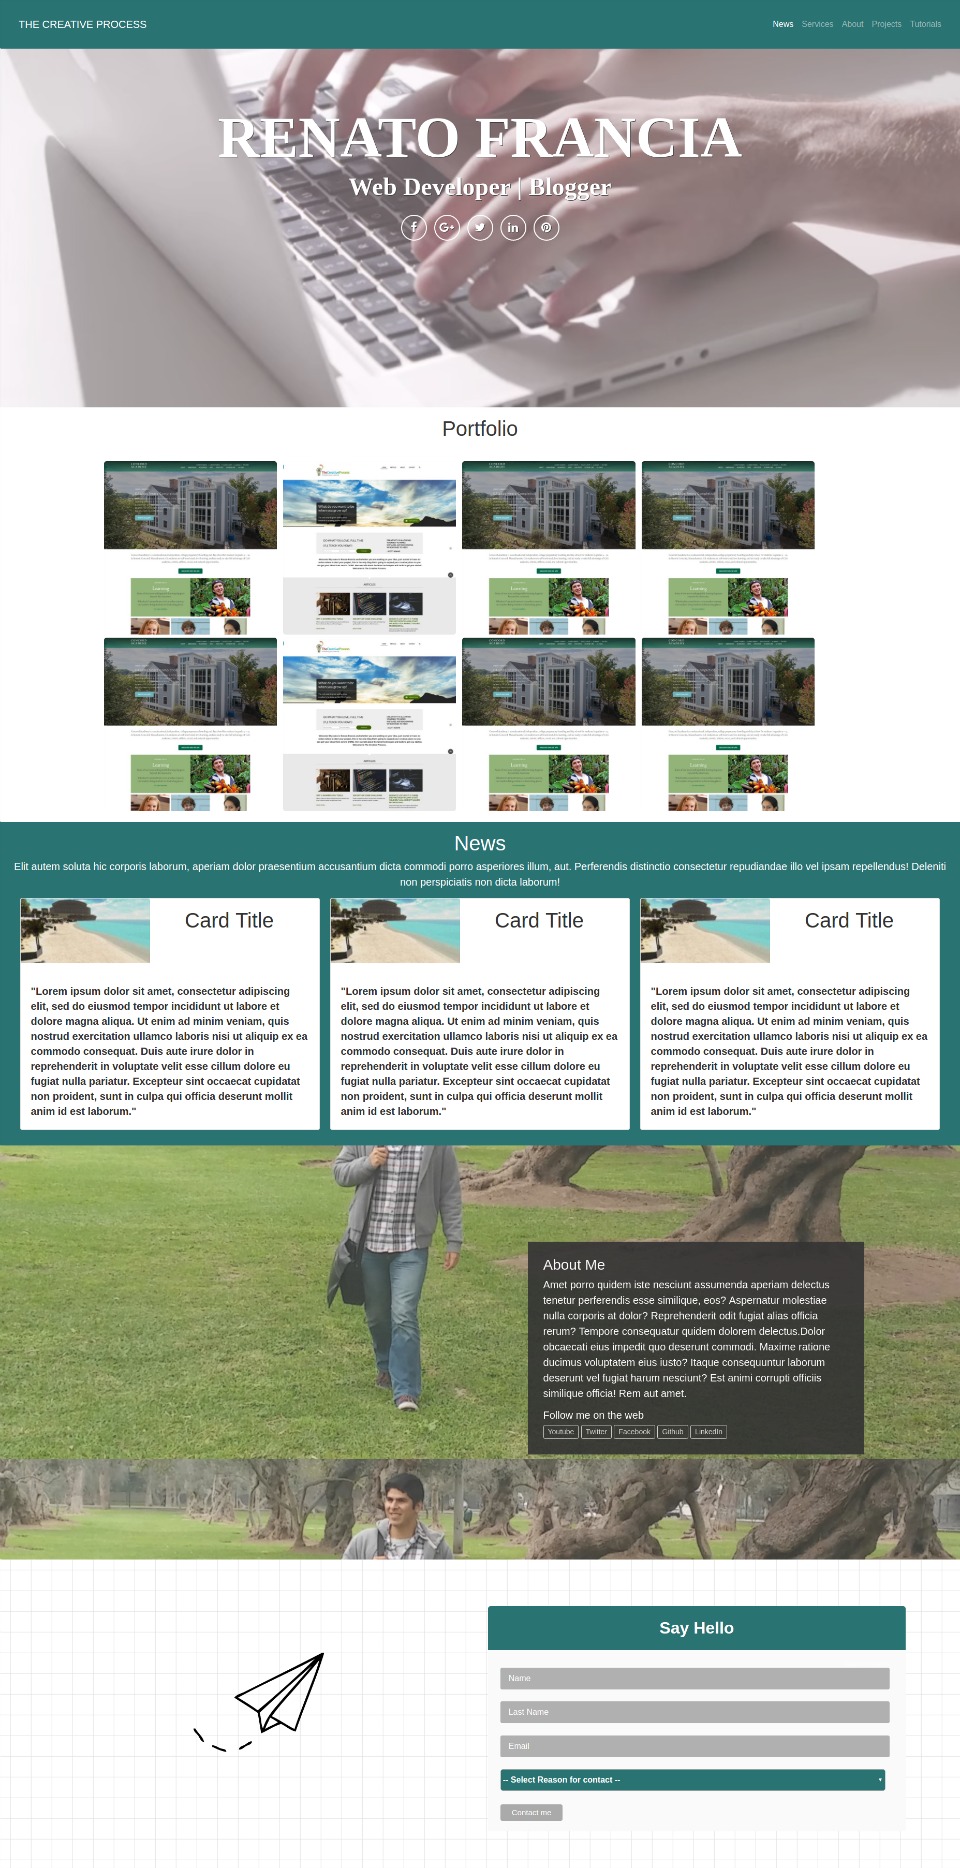 THE CREATIVE PROCESS
News Services About Projects Tutorials
RENATO FRANCIA
Web Developer | Blogger
Portfolio
News
Elit autem soluta hic corporis laborum, aperiam dolor praesentium accusantium dicta commodi porro asperiores illum, aut. Perferendis distinctio consectetur repudiandae illo vel ipsam repellendus! Deleniti
non perspiciatis non dicta laborum!
Card Title
"Lorem ipsum dolor sit amet, consectetur adipiscing
elit, sed do eiusmod tempor incididunt ut labore et
dolore magna aliqua. Ut enim ad minim veniam, quis
nostrud exercitation ullamco laboris nisi ut aliquip ex ea
commodo consequat. Duis aute irure dolor in
reprehenderit in voluptate velit esse cillum dolore eu
fugiat nulla pariatur. Excepteur sint occaecat cupidatat
non proident, sunt in culpa qui officia deserunt mollit
anim id est laborum."
Card Title
"Lorem ipsum dolor sit amet, consectetur adipiscing
elit, sed do eiusmod tempor incididunt ut labore et
dolore magna aliqua. Ut enim ad minim veniam, quis
nostrud exercitation ullamco laboris nisi ut aliquip ex ea
commodo consequat. Duis aute irure dolor in
reprehenderit in voluptate velit esse cillum dolore eu
fugiat nulla pariatur. Excepteur sint occaecat cupidatat
non proident, sunt in culpa qui officia deserunt mollit
anim id est laborum."
Card Title
"Lorem ipsum dolor sit amet, consectetur adipiscing
elit, sed do eiusmod tempor incididunt ut labore et
dolore magna aliqua. Ut enim ad minim veniam, quis
nostrud exercitation ullamco laboris nisi ut aliquip ex ea
commodo consequat. Duis aute irure dolor in
reprehenderit in voluptate velit esse cillum dolore eu
fugiat nulla pariatur. Excepteur sint occaecat cupidatat
non proident, sunt in culpa qui officia deserunt mollit
anim id est laborum."
About Me
Amet porro quidem iste nesciunt assumenda aperiam delectus
tenetur perferendis esse similique, eos? Aspernatur molestiae
nulla corporis at dolor? Reprehenderit odit fugiat alias officia
rerum? Tempore consequatur quidem dolorem delectus.Dolor
obcaecati eius impedit quo deserunt commodi. Maxime ratione
ducimus voluptatem eius iusto? Itaque consequuntur laborum
deserunt vel fugiat harum nesciunt? Est animi corrupti officiis
similique officia! Rem aut amet.
Follow me on the web
Youtube Twitter Facebook Github LinkedIn
Say Hello
Name
Last Name
Email
-- Select Reason for contact --
Contact me